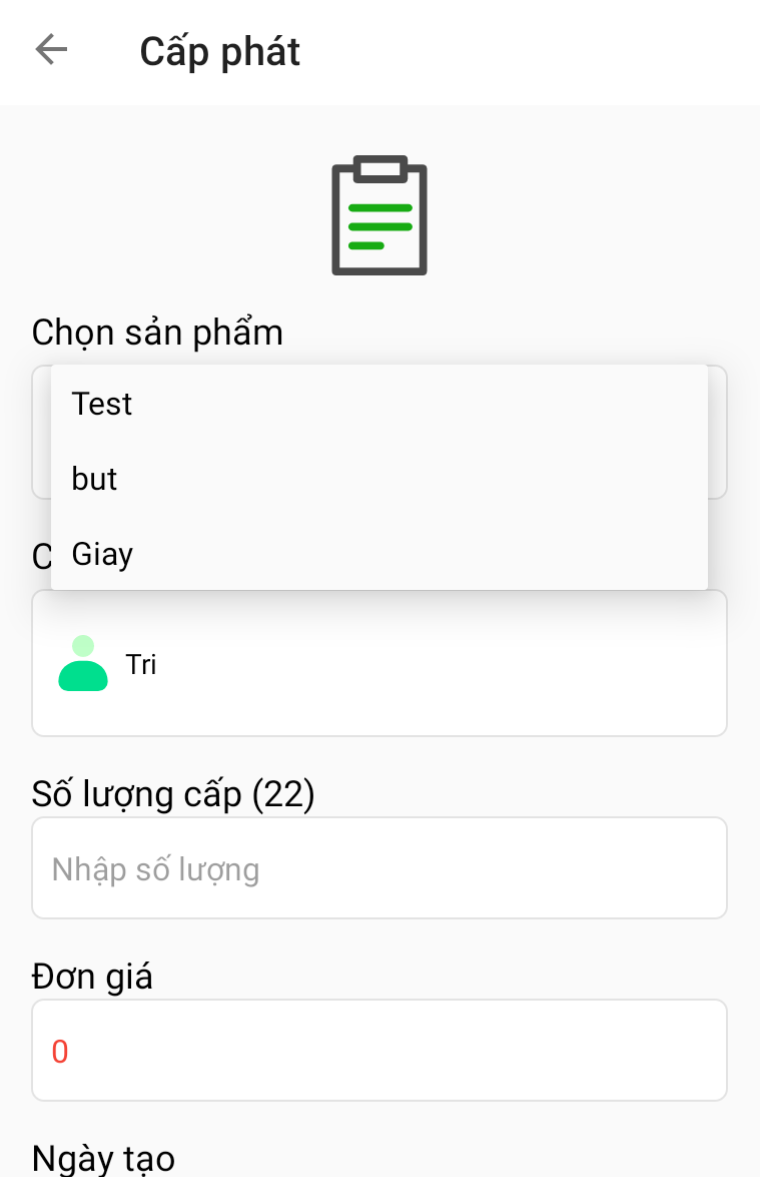 Cấp phát
Chọn sản phẩm
Test
but
Giay
Tri
Số lượng cấp (22)
Nhập số lượng
Đơn giá
0
Ngày tạo